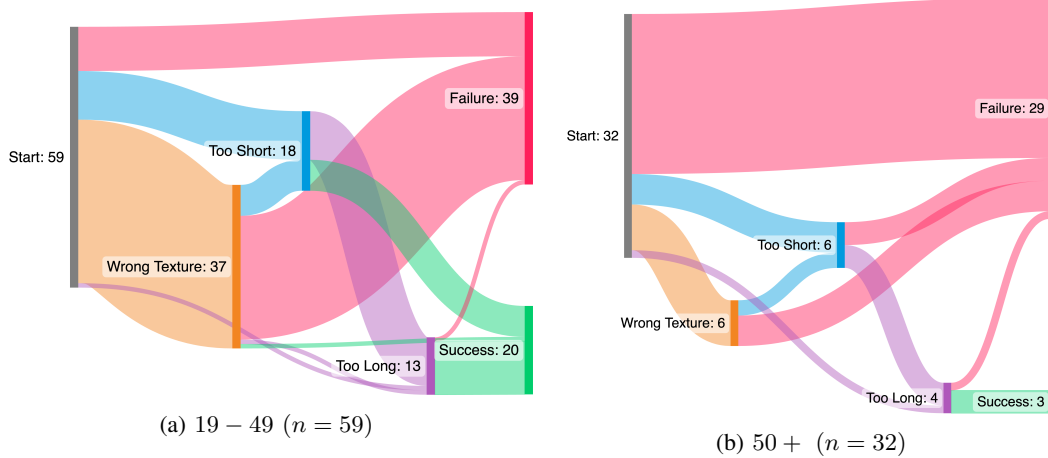 Start: 59
Failure: 39
Too Short: 18
Wrong Texture: 37
Too Long: 13
Success: 20
(a) 19 − 49 (n = 59)
Start: 32
Failure: 29
Too Short: 6
Wrong Texture: 6
Too Long: 4
Success: 3
(b) 50 + (n = 32)